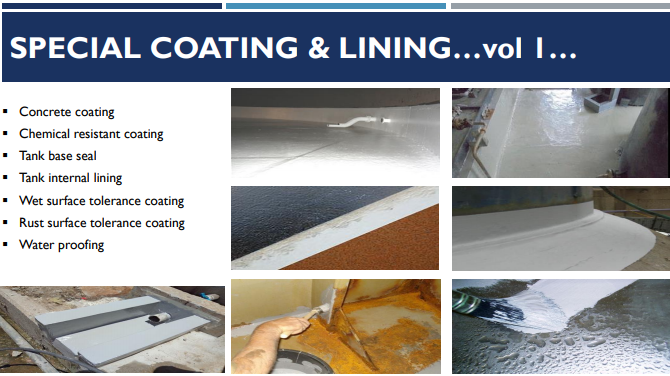 SPECIAL COATING & LINING...vol 1...
▪ Concrete coating
▪ Chemical resistant coating
▪ Tank base seal
▪ Tank internal lining
▪ Wet surface tolerance coating
▪ Rust surface tolerance coating
▪ Water proofing